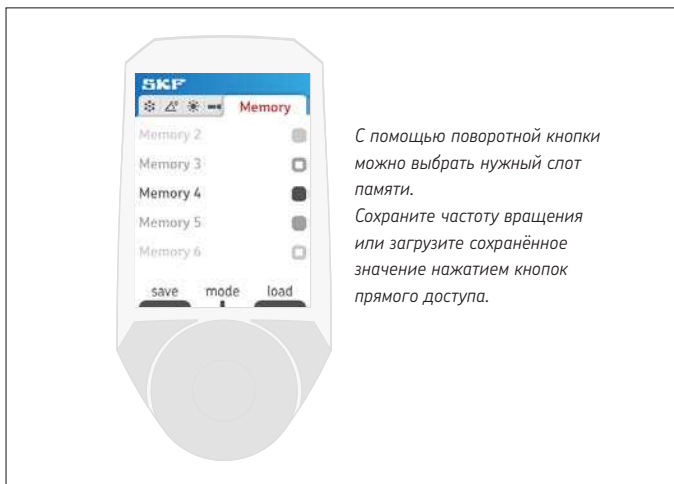 SKF
Memory
Memory 2
Memory 3
Memory 4
Memory 5
Memory 6
save mode load
С помощью поворотной кнопки
можно выбрать нужный слот
памяти.
Сохраните частоту вращения
или загрузите сохранённое
значение нажатием кнопок
прямого доступа.